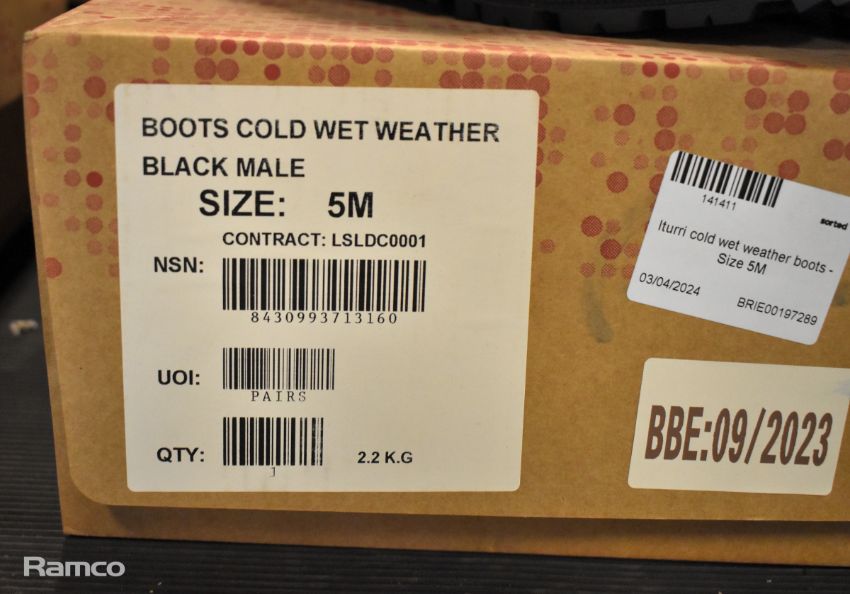 BOOTS COLD WET WEATHER
BLACK MALE
SIZE: 5M
CONTRACT: LSLDC0001
NSN:
8430993713160
UOI:
PAIRS
QTY:
1
2.2 K.G
141411
sorted
Iturri cold wet weather boots -
Size 5M
03/04/2024
BRIE00197289
BBE:09/2023
Ramco